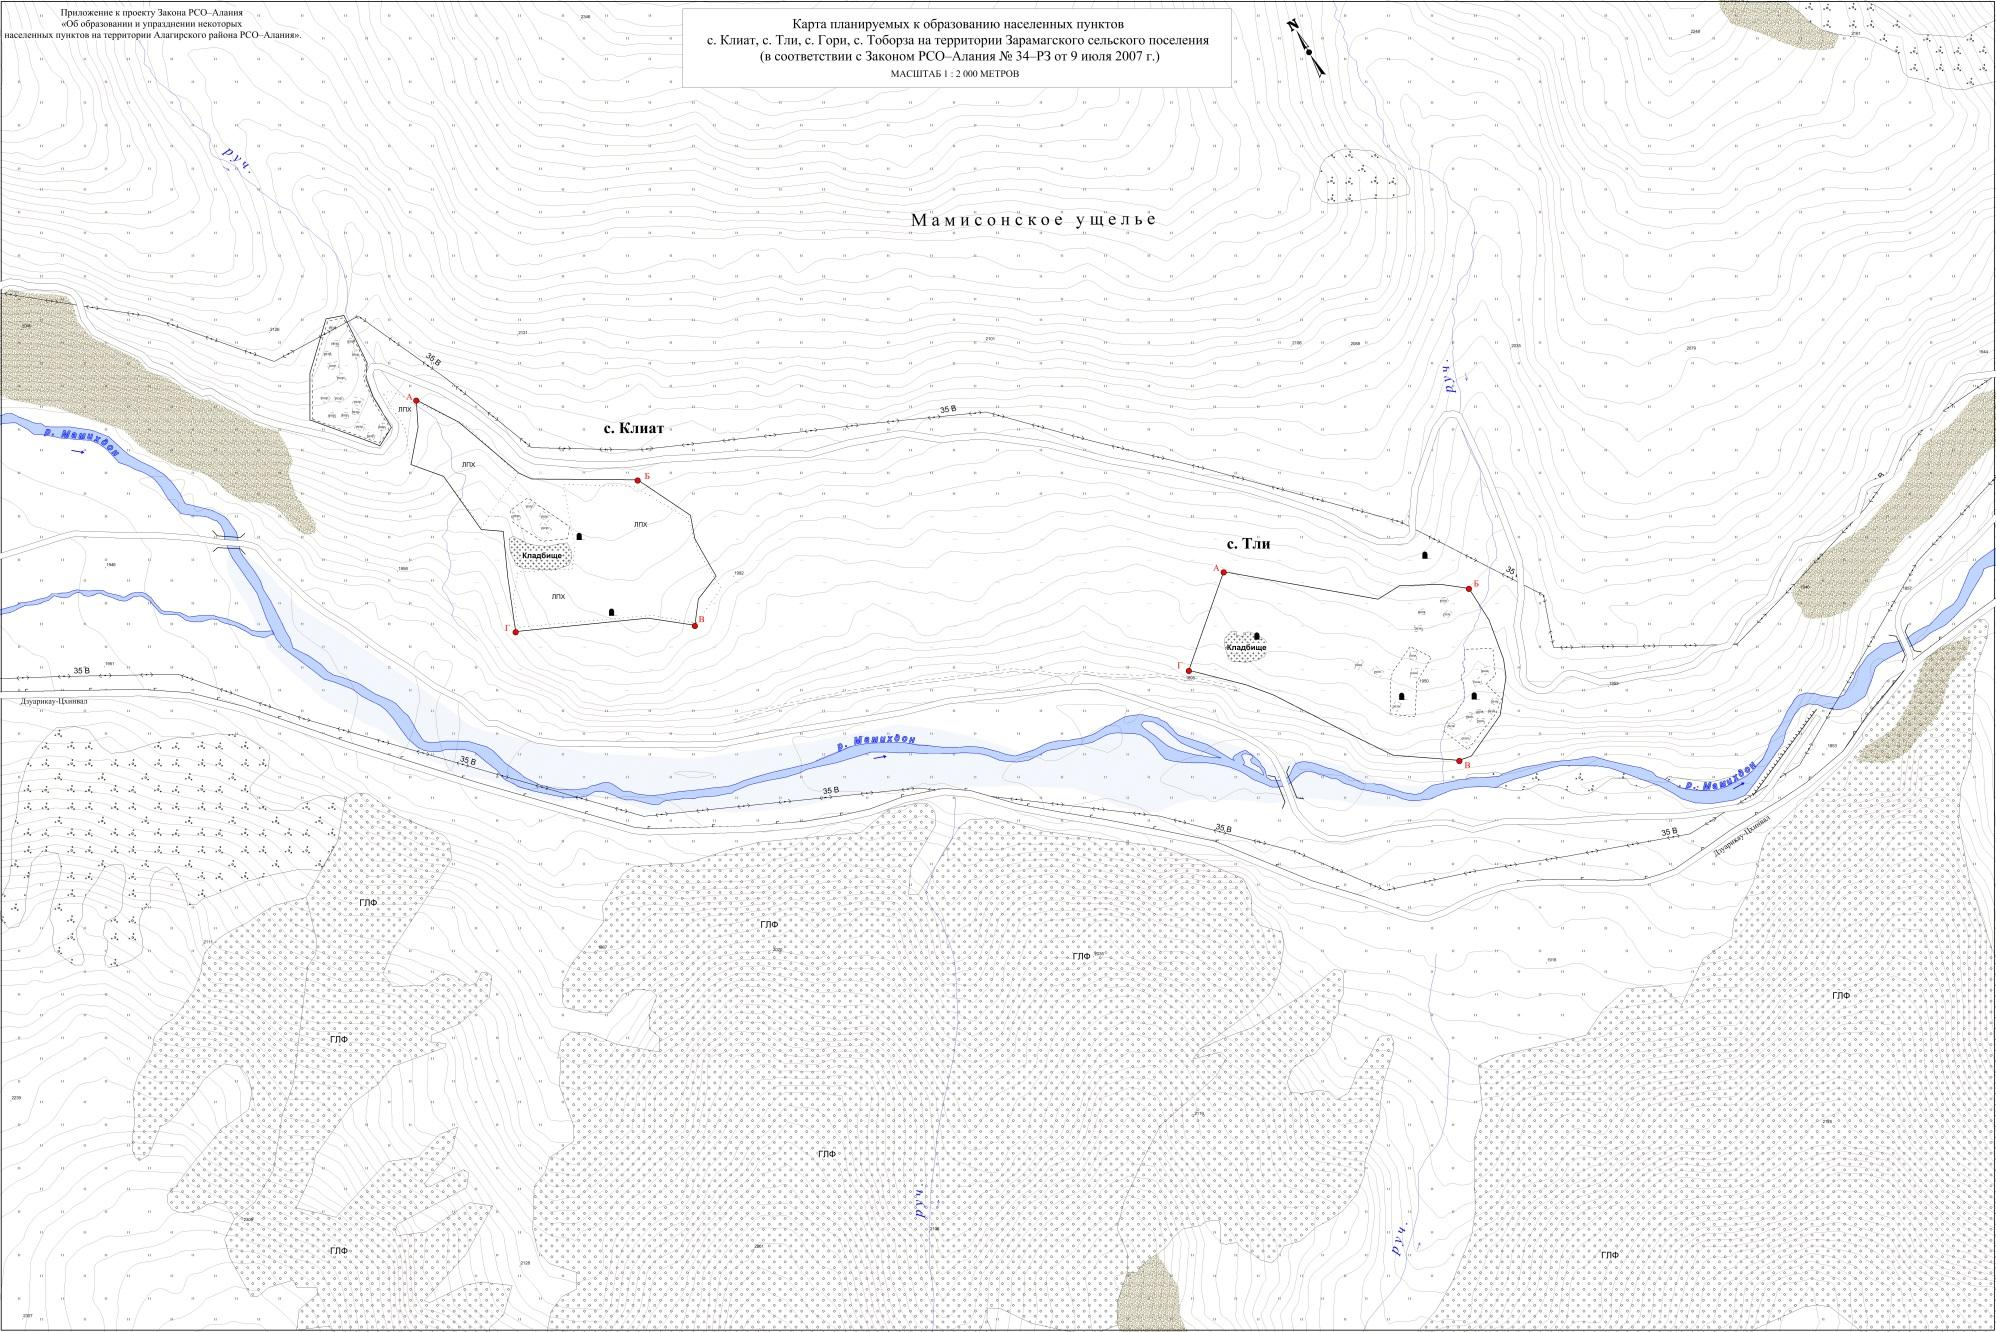 Приложение к проекту Закона РСО–Алания
«Об образовании и упразднении некоторых
населенных пунктов на территории Алагирского района РСО–Алания».
Карта планируемых к образованию населенных пунктов
с. Клиат, с. Тли, с. Гори, с. Тоборза на территории Зарамагского сельского поселения
(в соответствии с Законом РСО–Алания № 34–РЗ от 9 июля 2007 г.)
МАСШТАБ 1 : 2 000 МЕТРОВ
N
руч.
Мамисонское ущелье
2131
2101
35 В
35 В
руч.
А
ЛПХ
с. Клиат
р. Мамихдон
ЛПХ
Б
ЛПХ
Кладбище
с. Тли
А
35
Б
ЛПХ
Г
В
Кладбище
Г
35 В
Дзуарикау-Цхинвал
р. Мамихдон
35 В
В
р. Мамихдон
35 В
35 В
35 В
Дзуарикау-Цхинвал
ГЛФ
ГЛФ
ГЛФ
ГЛФ
ГЛФ
ГЛФ
руч.
руч.
ГЛФ
ГЛФ